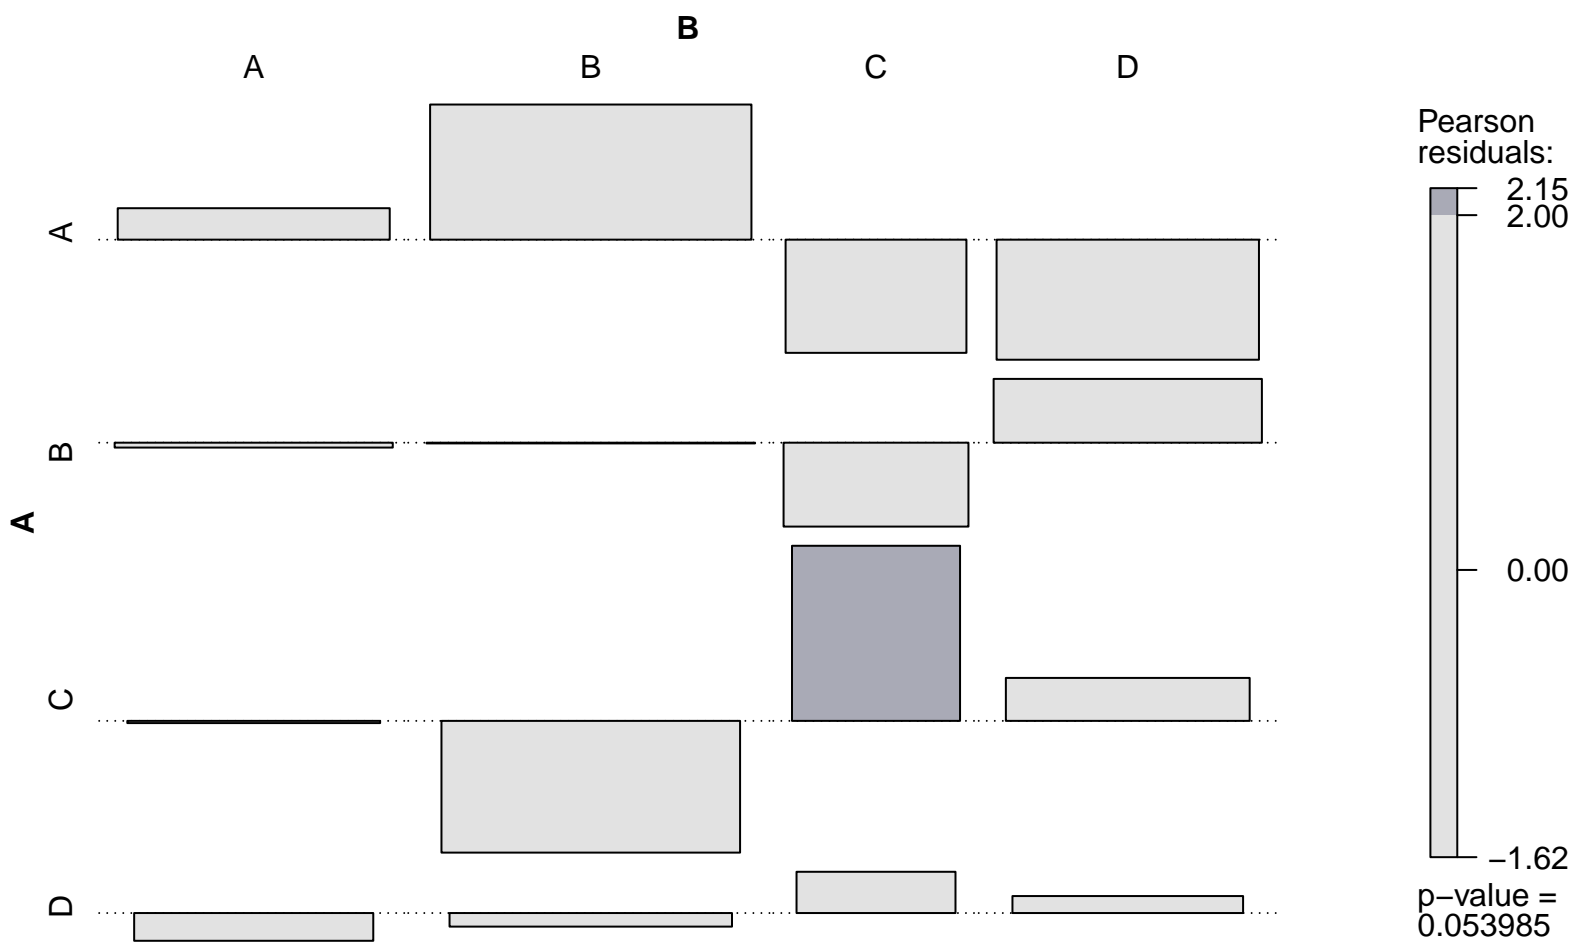 B
A B C D
A
B
C
D
A
Pearson
residuals:
2.15
2.00
0.00
−1.62
p−value =
0.053985